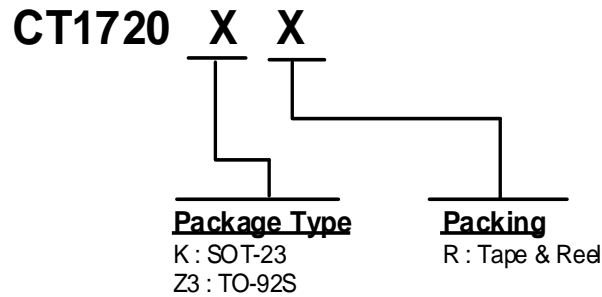 CT1720 X X
Package Type
K : SOT-23
Z3 : TO-92S
Packing
R : Tape & Reel